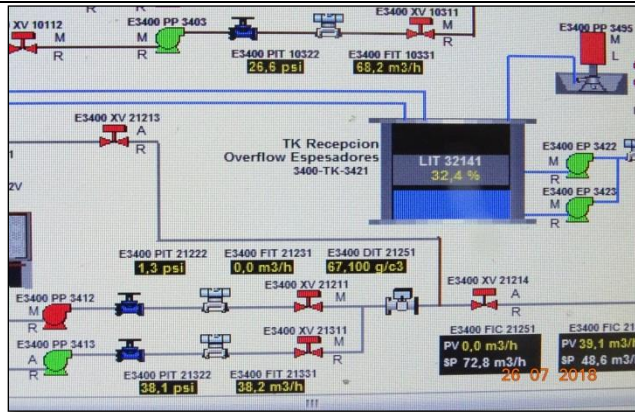 R R
XV 10112
M
R
E3400 PP 3403
M
R
E3400 XV 10311
M
R
E3400 PP 3495
M
L
E3400 PIT 10322
26,6 psi
E3400 FIT 10331
68,2 m3/h
E3400 XV 21213
A
R
TK Recepcion
Overflow Espesadores
3400-TK-3421
LIT 32141
32,4 %
E3400 EP 3422
M
R
E3400 EP 3423
M
R
2V
E3400 PIT 21222
1,3 psi
E3400 FIT 21231
0,0 m3/h
E3400 DIT 21251
67,100 g/c3
E3400 PP 3412
M
R
E3400 XV 21211
M
R
E3400 XV 21214
A
R
E3400 PP 3413
A
R
E3400 XV 21311
M
R
E3400 PIT 21322
38,1 psi
E3400 FIT 21331
38,2 m3/h
E3400 FIC 21251
PV 0,0 m3/h
SP 72,8 m3/h
E3400 FIC 21
PV 39,1 m3/
SP 48,6 m3/
26 07 2018